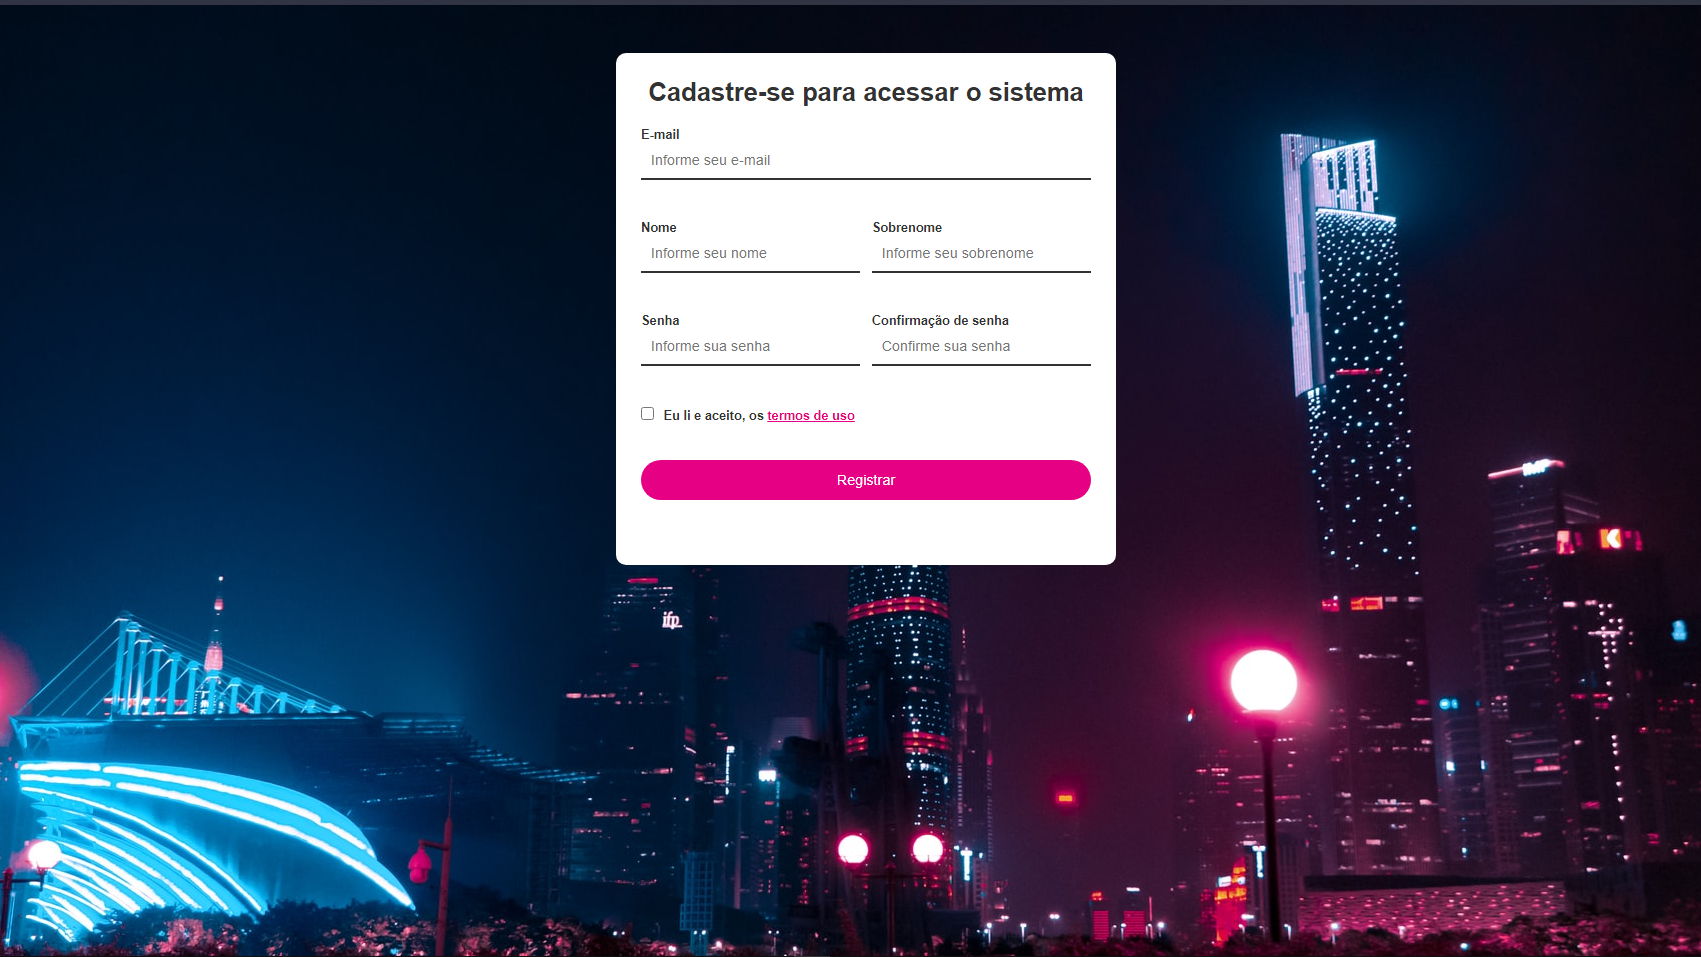 Cadastre-se para acessar o sistema
E-mail
Informe seu e-mail
Nome Sobrenome
Informe seu nome Informe seu sobrenome
Senha Confirmação de senha
Informe sua senha Confirme sua senha
Eu li e aceito, os termos de uso
Registrar
ifp